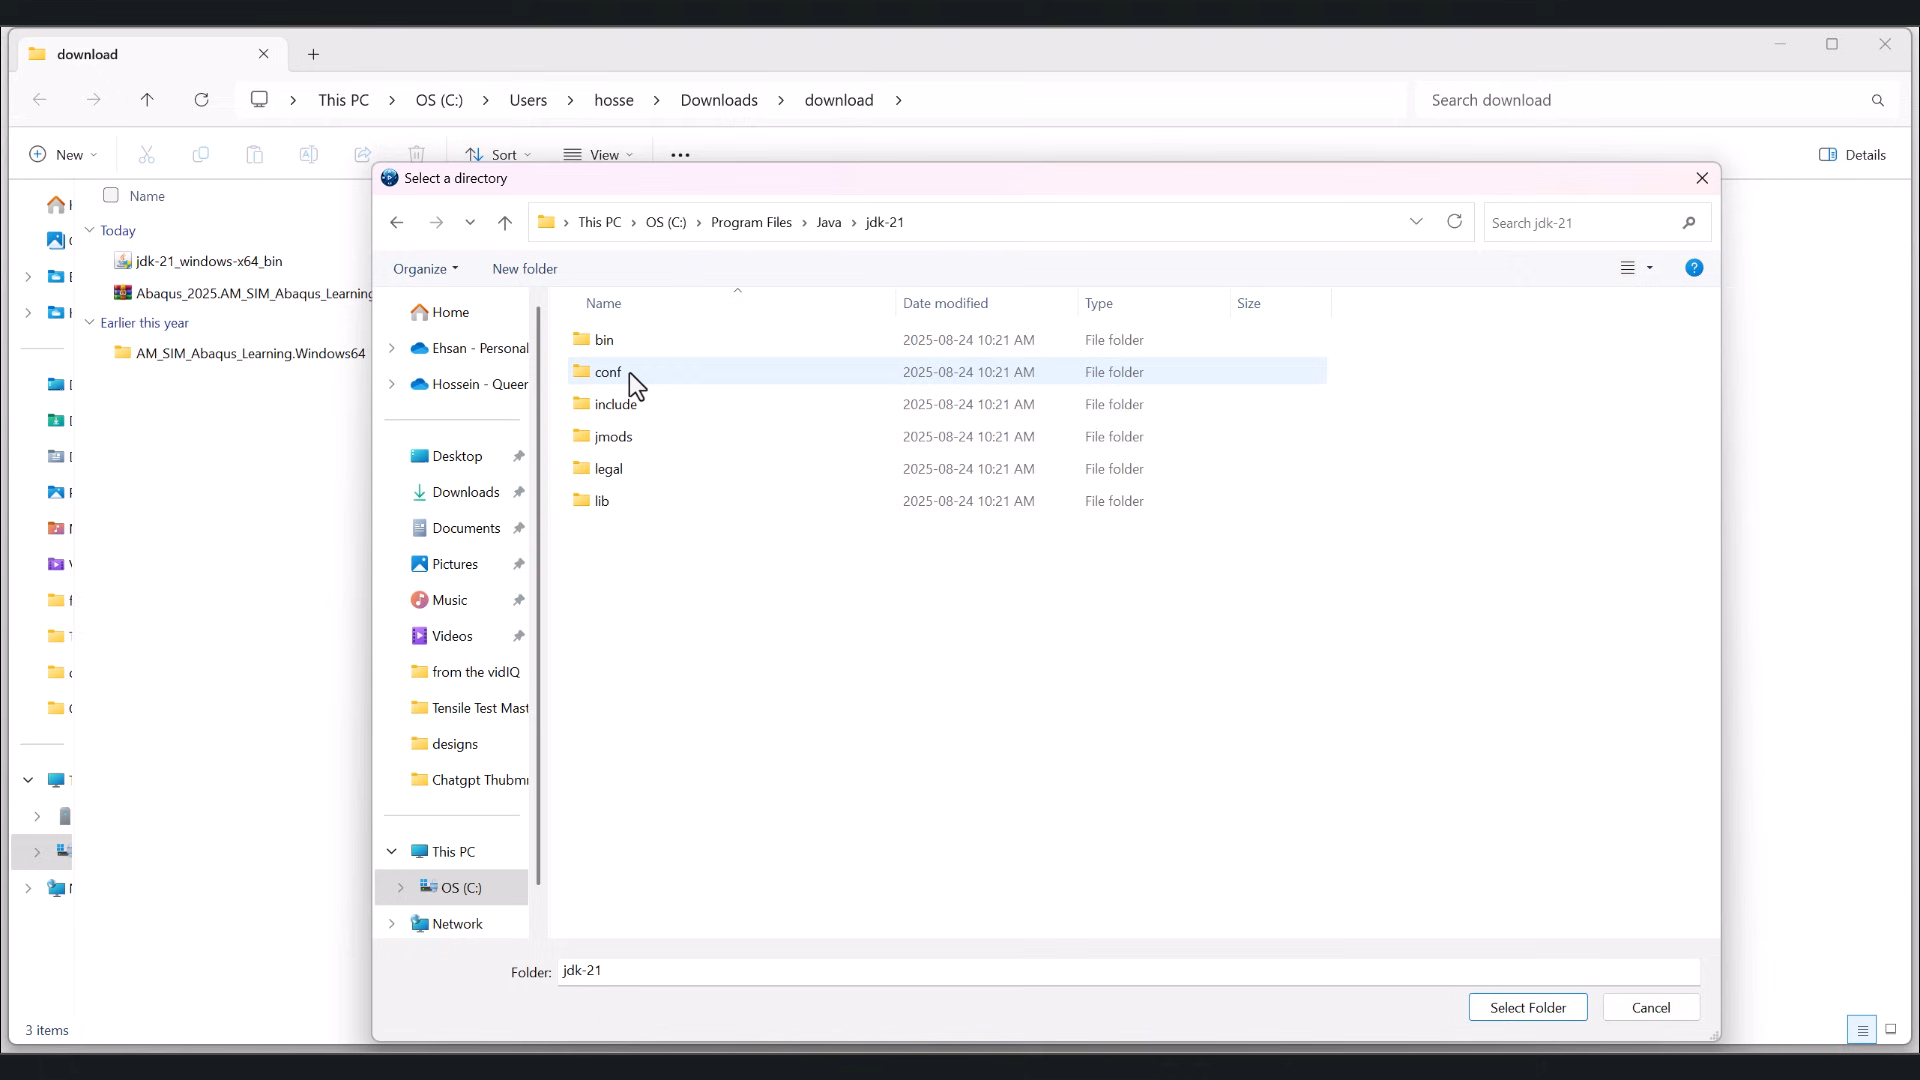 download
This PC > OS (C:) > Users > hosse > Downloads > download >
Search download
New
Sort
View
Details
Name
Today
jdk-21_windows-x64_bin
Abaqus_2025.AM_SIM_Abaqus_Learning
Earlier this year
AM_SIM_Abaqus_Learning.Windows64
3 items
Select a directory
This PC > OS (C:) > Program Files > Java > jdk-21
Search jdk-21
Organize
New folder
Home
Ehsan - Personal
Hossein - Queer
Desktop
Downloads
Documents
Pictures
Music
Videos
from the vidIQ
Tensile Test Mast
designs
Chatgpt Thubm
This PC
OS (C:)
Network
Name Date modified Type Size
bin 2025-08-24 10:21 AM File folder
conf 2025-08-24 10:21 AM File folder
include 2025-08-24 10:21 AM File folder
jmods 2025-08-24 10:21 AM File folder
legal 2025-08-24 10:21 AM File folder
lib 2025-08-24 10:21 AM File folder
Folder: jdk-21
Select Folder
Cancel